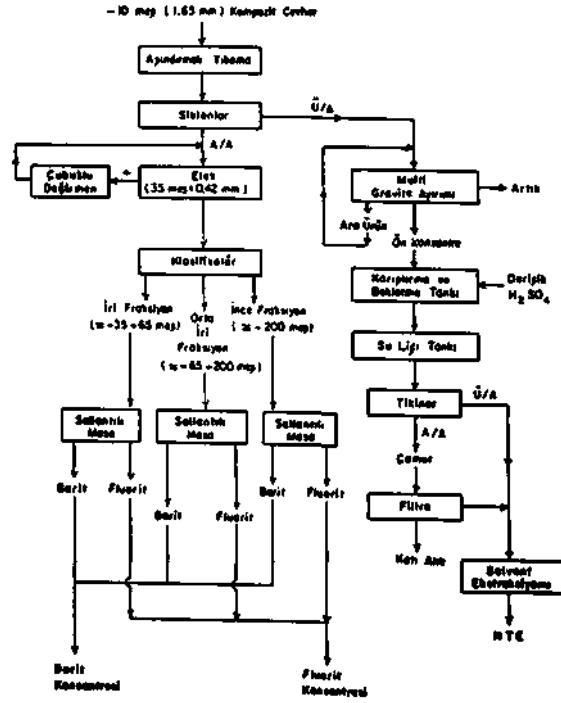 −10 meş (1.65 mm) Kompozit Cevher
Aşındırmalı Tıkama
Siklonlar
Ü/A
A/A
Çubuklu
Değirmen
+
Elek
(35 meş=0,42 mm)
Multi
Gravite Ayırıcı
Artık
Ara Ürün
Ön Konsantre
Klasifikatör
Karıştırma ve
Bekletme Tankı
Derişik
H₂SO₄
İri Fraksiyon
(≈−35+65 meş)
Orta
İri
Fraksiyon
(≈−65+200 meş)
İnce Fraksiyon
(≈−200 meş)
Su Liçi Tankı
Tikiner
Ü/A
A/A
Çamur
Sallantılı
Masa
Sallantılı
Masa
Sallantılı
Masa
Barit
Fluorit
Barit
Fluorit
Barit
Fluorit
Filtre
Katı Atık
Solvent
Ekstraksiyonu
NTE
Barit
Konsantresi
Fluorit
Konsantresi